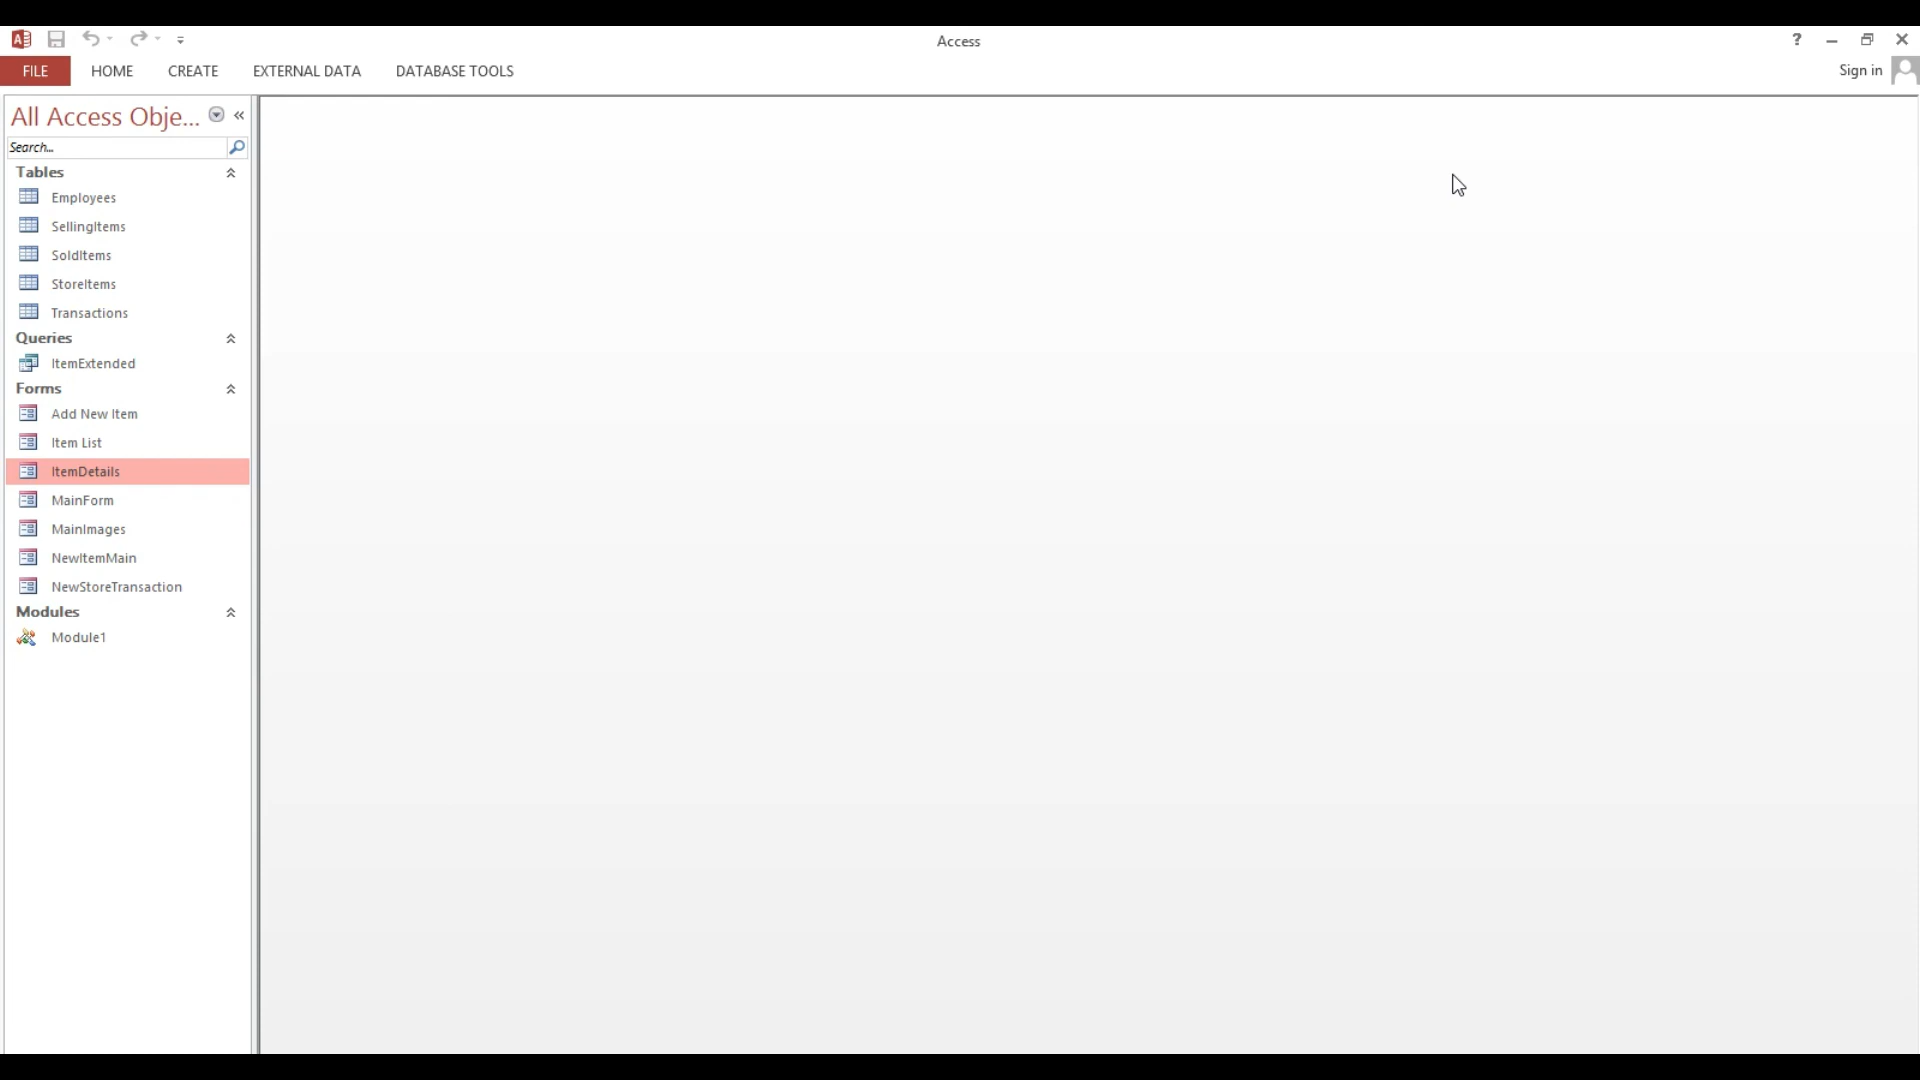 Access
?
FILE
HOME
CREATE
EXTERNAL DATA
DATABASE TOOLS
Sign in
All Access Obje...
Search...
Tables
Employees
SellingItems
SoldItems
StoreItems
Transactions
Queries
ItemExtended
Forms
Add New Item
Item List
ItemDetails
MainForm
MainImages
NewItemMain
NewStoreTransaction
Modules
Module1